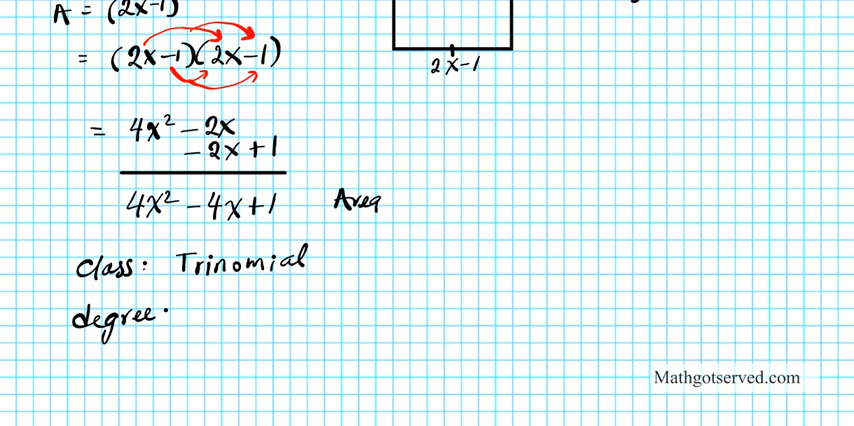 A = (2x-1)
= (2x-1)(2x-1)
2x-1
= 4x² - 2x
- 2x + 1
4x² - 4x + 1 Area
Class: Trinomial
degree.
Mathgotserved.com